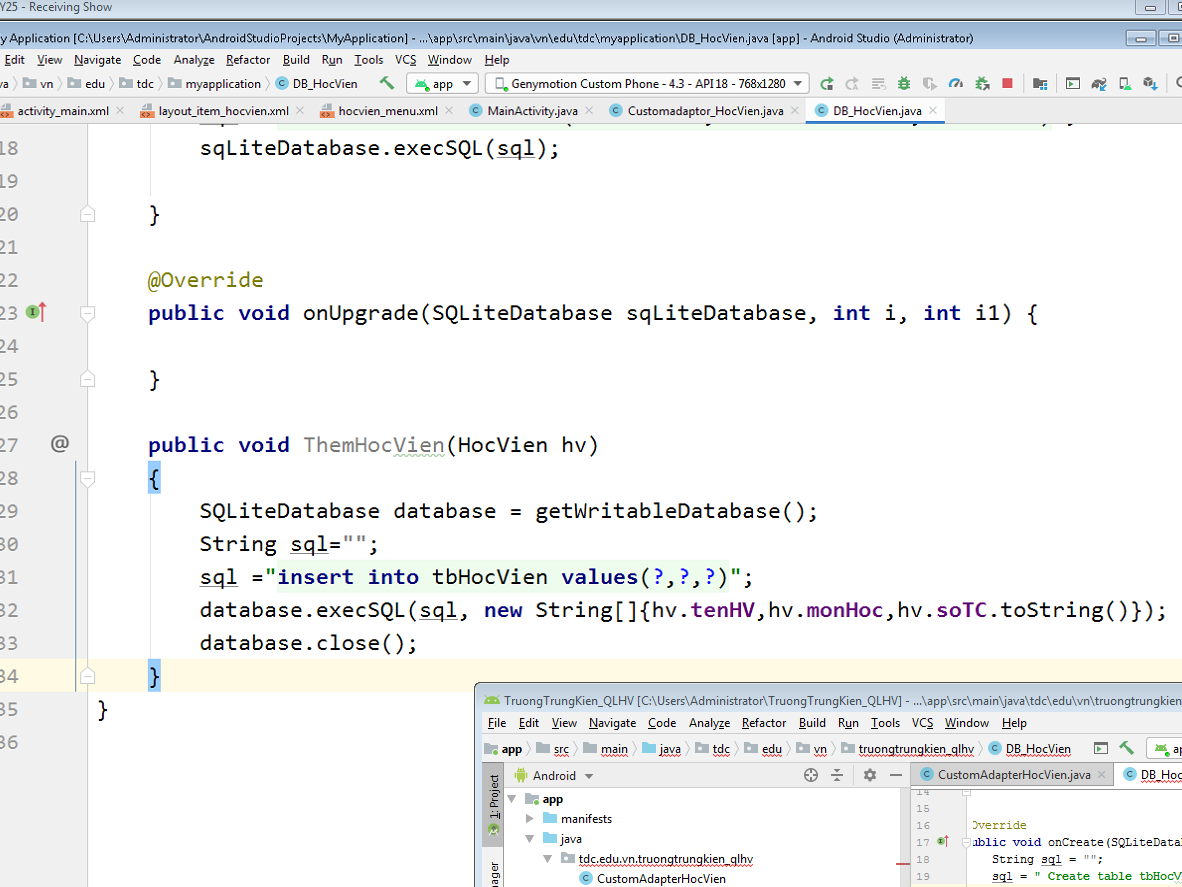 Y25 - Receiving Show
y Application [C:\Users\Administrator\AndroidStudioProjects\MyApplication] - ...\app\src\main\java\vn\edu\tdc\myapplication\DB_HocVien.java [app] - Android Studio (Administrator)
Edit View Navigate Code Analyze Refactor Build Run Tools VCS Window Help
va vn edu tdc myapplication DB_HocVien app Genymotion Custom Phone - 4.3 - API 18 - 768x1280
activity_main.xml layout_item_hocvien.xml hocvien_menu.xml MainActivity.java Customadaptor_HocVien.java DB_HocVien.java
18 sqLiteDatabase.execSQL(sql);
19
20 }
21
22 @Override
23 public void onUpgrade(SQLiteDatabase sqLiteDatabase, int i, int i1) {
24
25 }
26
27 @ public void ThemHocVien(HocVien hv)
28 {
29 SQLiteDatabase database = getWritableDatabase();
30 String sql="";
31 sql ="insert into tbHocVien values(?,?,?)";
32 database.execSQL(sql, new String[]{hv.tenHV,hv.monHoc,hv.soTC.toString()});
33 database.close();
34 }
35 }
36
TruongTrungKien_QLHV [C:\Users\Administrator\TruongTrungKien_QLHV] - ...\app\src\main\java\tdc\edu\vn\truongtrungkien
File Edit View Navigate Code Analyze Refactor Build Run Tools VCS Window Help
app src main java tdc edu vn truongtrungkien_qlhv DB_HocVien ap
1: Project
Android
CustomAdapterHocVien.java DB_Hoc
app
manifests
java
tdc.edu.vn.truongtrungkien_qlhv
CustomAdapterHocVien
14
15
16 Override
17 ublic void onCreate(SQLiteData
18 String sql = "";
19 sql = " Create table tbHocV